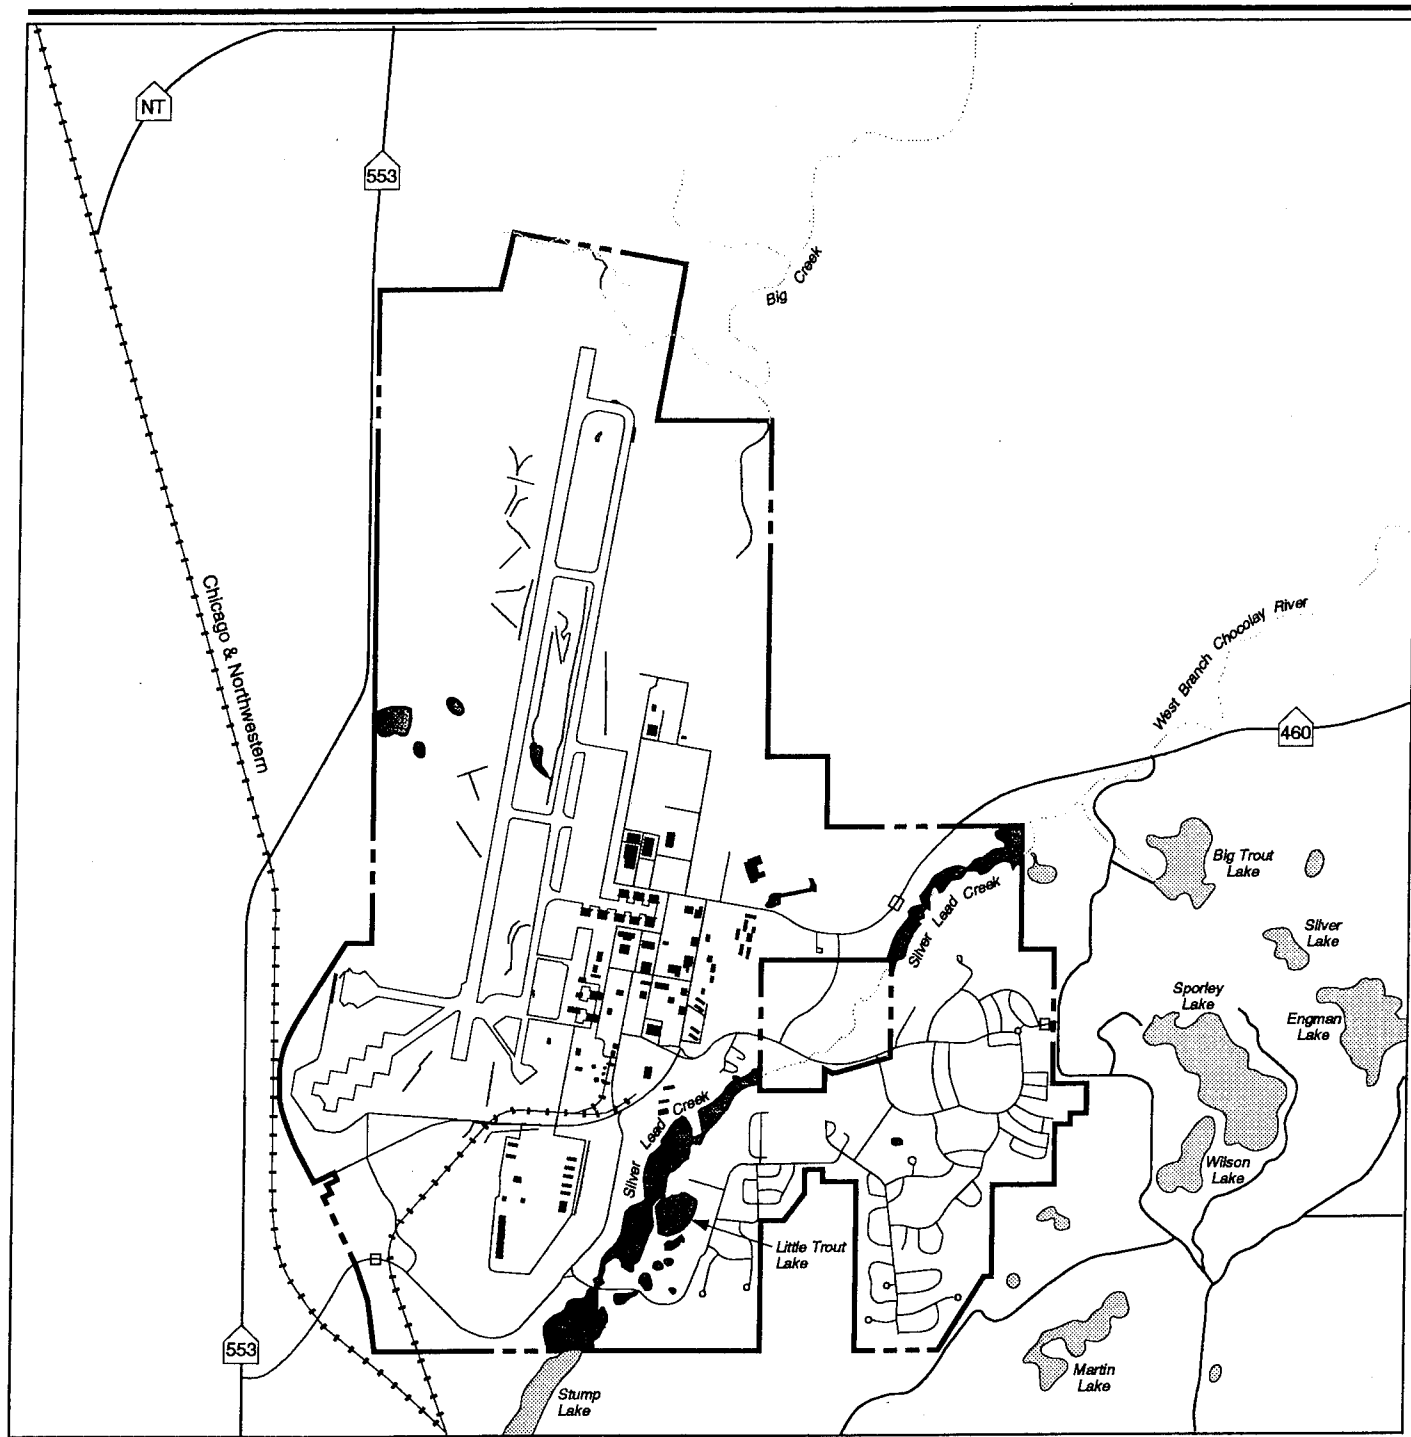 NT
553
Big Creek
West Branch Chocolay River
Chicago & Northwestern
460
Big Trout
Lake
Silver Lead Creek
Silver
Lake
Sporley
Lake
Engman
Lake
Silver Lead Creek
Wilson
Lake
Little Trout
Lake
553
Martin
Lake
Stump
Lake